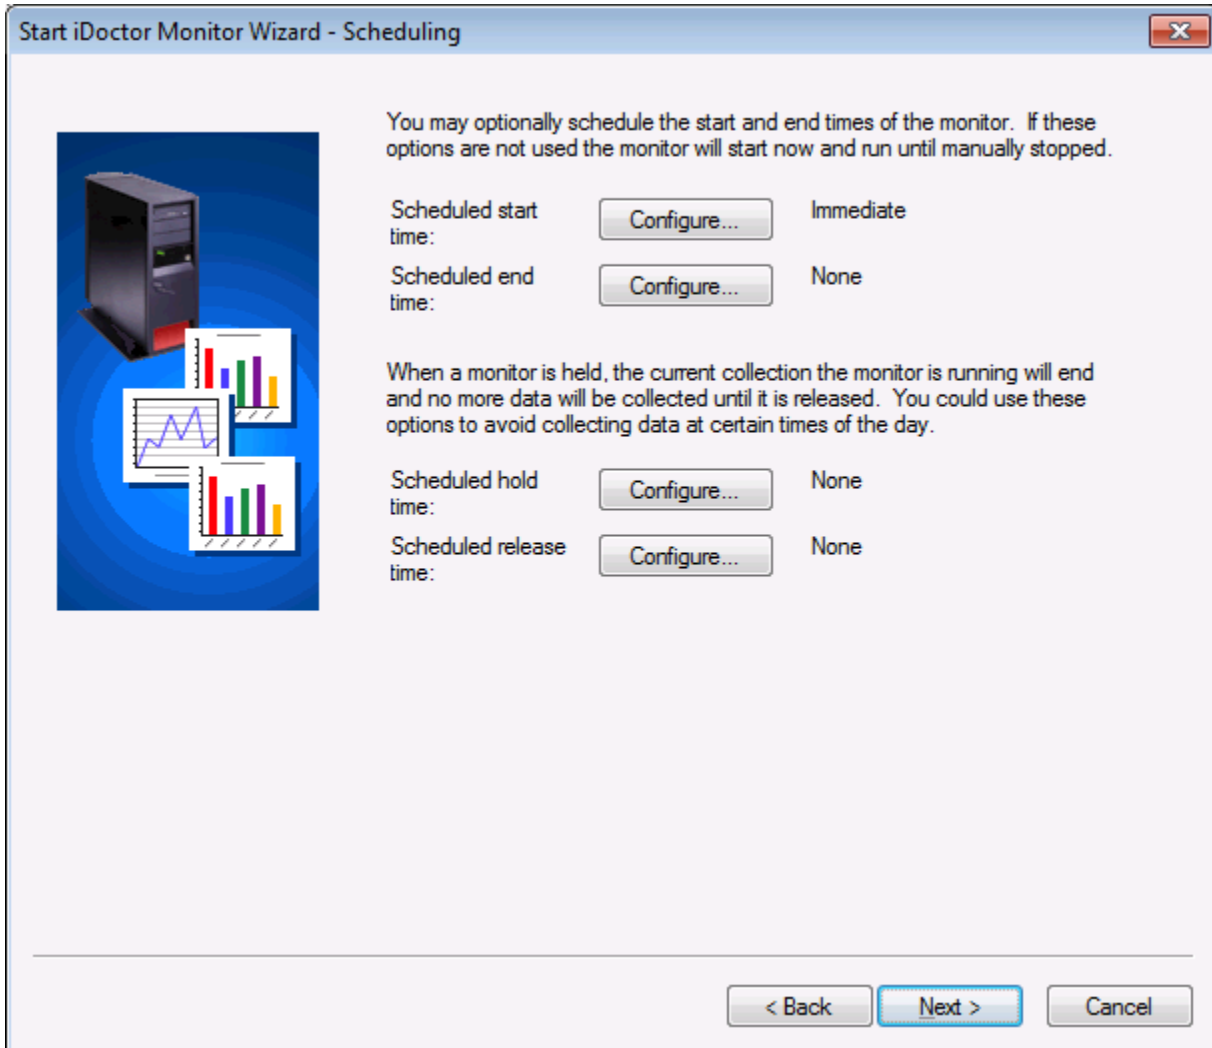 Start iDoctor Monitor Wizard - Scheduling
You may optionally schedule the start and end times of the monitor.  If these
options are not used the monitor will start now and run until manually stopped.
Scheduled start
time:
Configure...
Immediate
Scheduled end
time:
Configure...
None
When a monitor is held, the current collection the monitor is running will end
and no more data will be collected until it is released.  You could use these
options to avoid collecting data at certain times of the day.
Scheduled hold
time:
Configure...
None
Scheduled release
time:
Configure...
None
< Back
Next >
Cancel